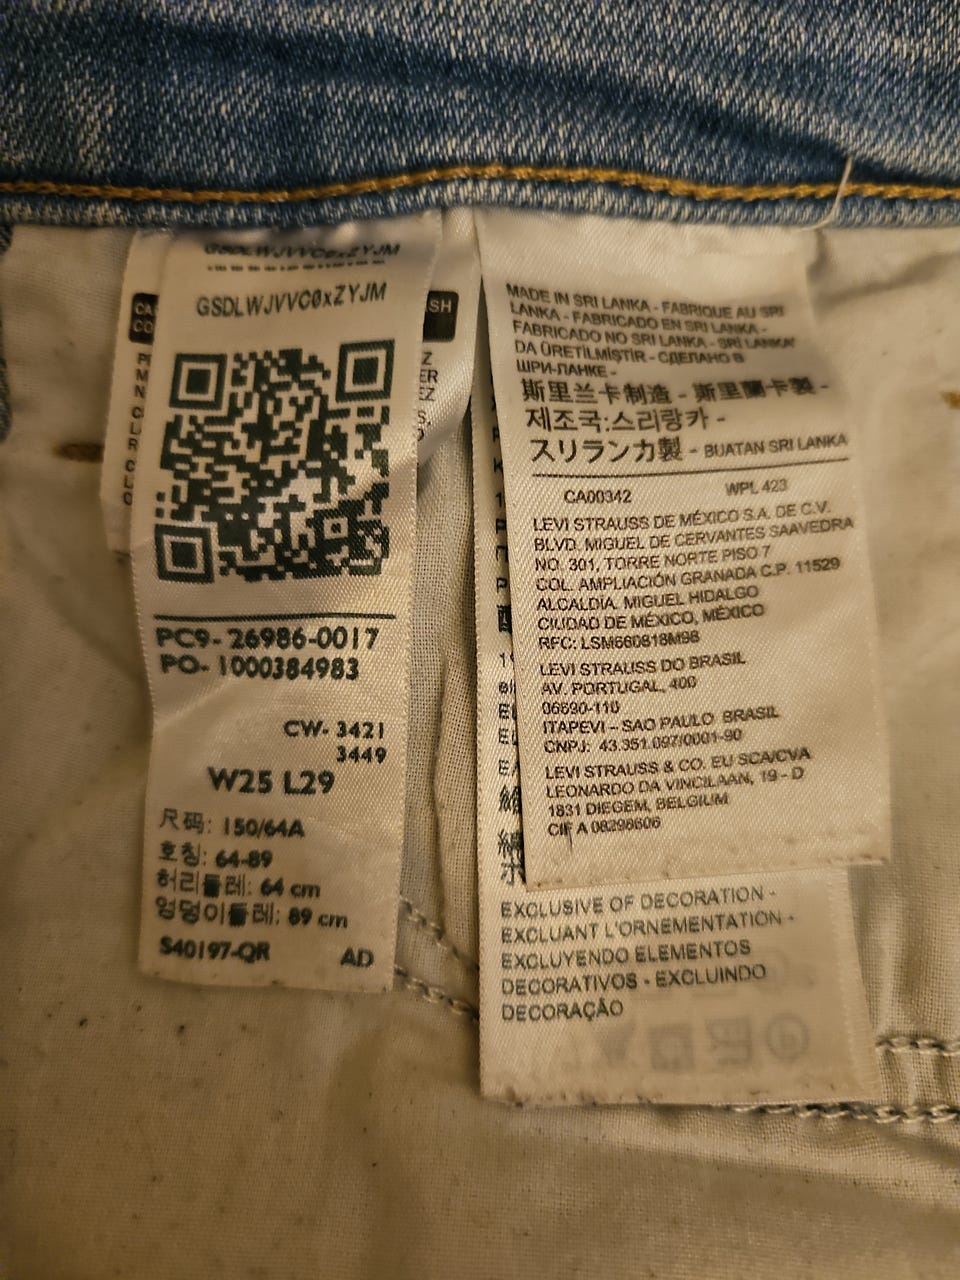 GSDLWJVVC0xZYJM
GSDLWJVVC0xZYJM
PC9- 26986-0017
PO- 1000384983
CW- 3421
3449
W25 L29
尺码: 150/64A
호칭: 64-89
허리둘레: 64 cm
엉덩이둘레: 89 cm
S40197-QR AD
MADE IN SRI LANKA - FABRIQUE AU SRI
LANKA - FABRICADO EN SRI LANKA -
FABRICADO NO SRI LANKA - SRI LANKA'
DA ÜRETİLMİŞTİR - СДЕЛАНО В
ШРИ-ЛАНКЕ -
斯里兰卡制造 - 斯里蘭卡製 -
제조국:스리랑카 -
スリランカ製 - BUATAN SRI LANKA
CA00342 WPL 423
LEVI STRAUSS DE MÉXICO S.A. DE C.V.
BLVD. MIGUEL DE CERVANTES SAAVEDRA
NO. 301, TORRE NORTE PISO 7
COL. AMPLIACIÓN GRANADA C.P. 11529
ALCALDÍA. MIGUEL HIDALGO
CIUDAD DE MÉXICO, MÉXICO
RFC: LSM660818M98
LEVI STRAUSS DO BRASIL
AV. PORTUGAL, 400
06690-110
ITAPEVI – SAO PAULO BRASIL
CNPJ: 43.351.097/0001-90
LEVI STRAUSS & CO. EU SCA/CVA
LEONARDO DA VINCILAAN, 19 - D
1831 DIEGEM, BELGIUM
CIF A 08298606
EXCLUSIVE OF DECORATION -
EXCLUANT L'ORNEMENTATION -
EXCLUYENDO ELEMENTOS
DECORATIVOS - EXCLUINDO
DECORAÇÃO